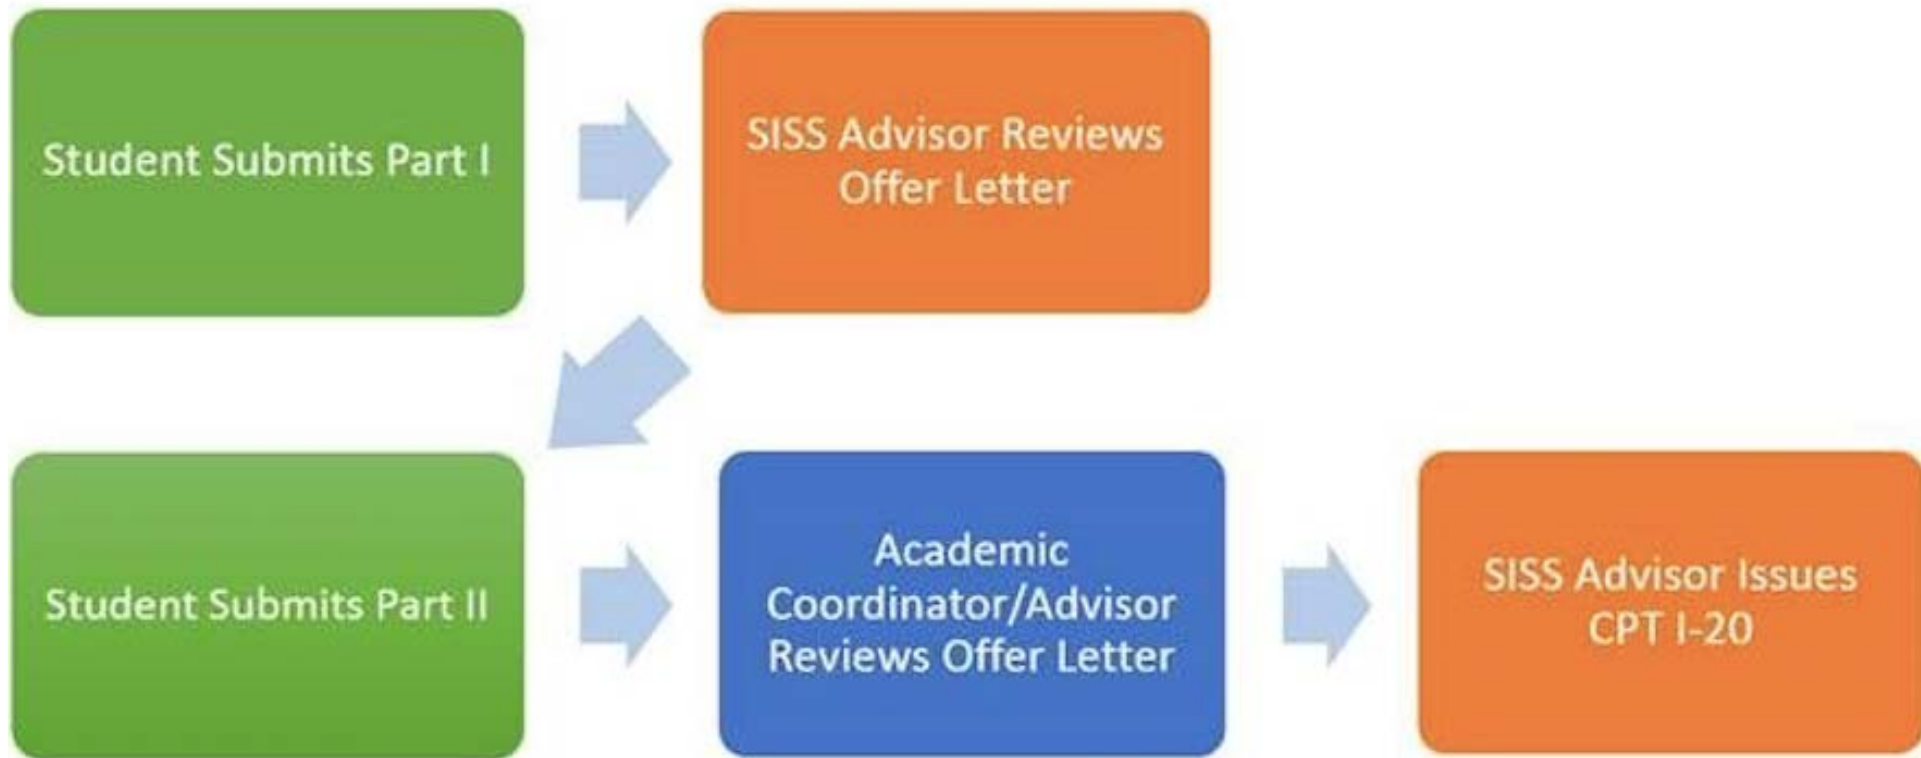 Student Submits Part I
SISS Advisor Reviews
Offer Letter
Student Submits Part II
Academic
Coordinator/Advisor
Reviews Offer Letter
SISS Advisor Issues
CPT I-20